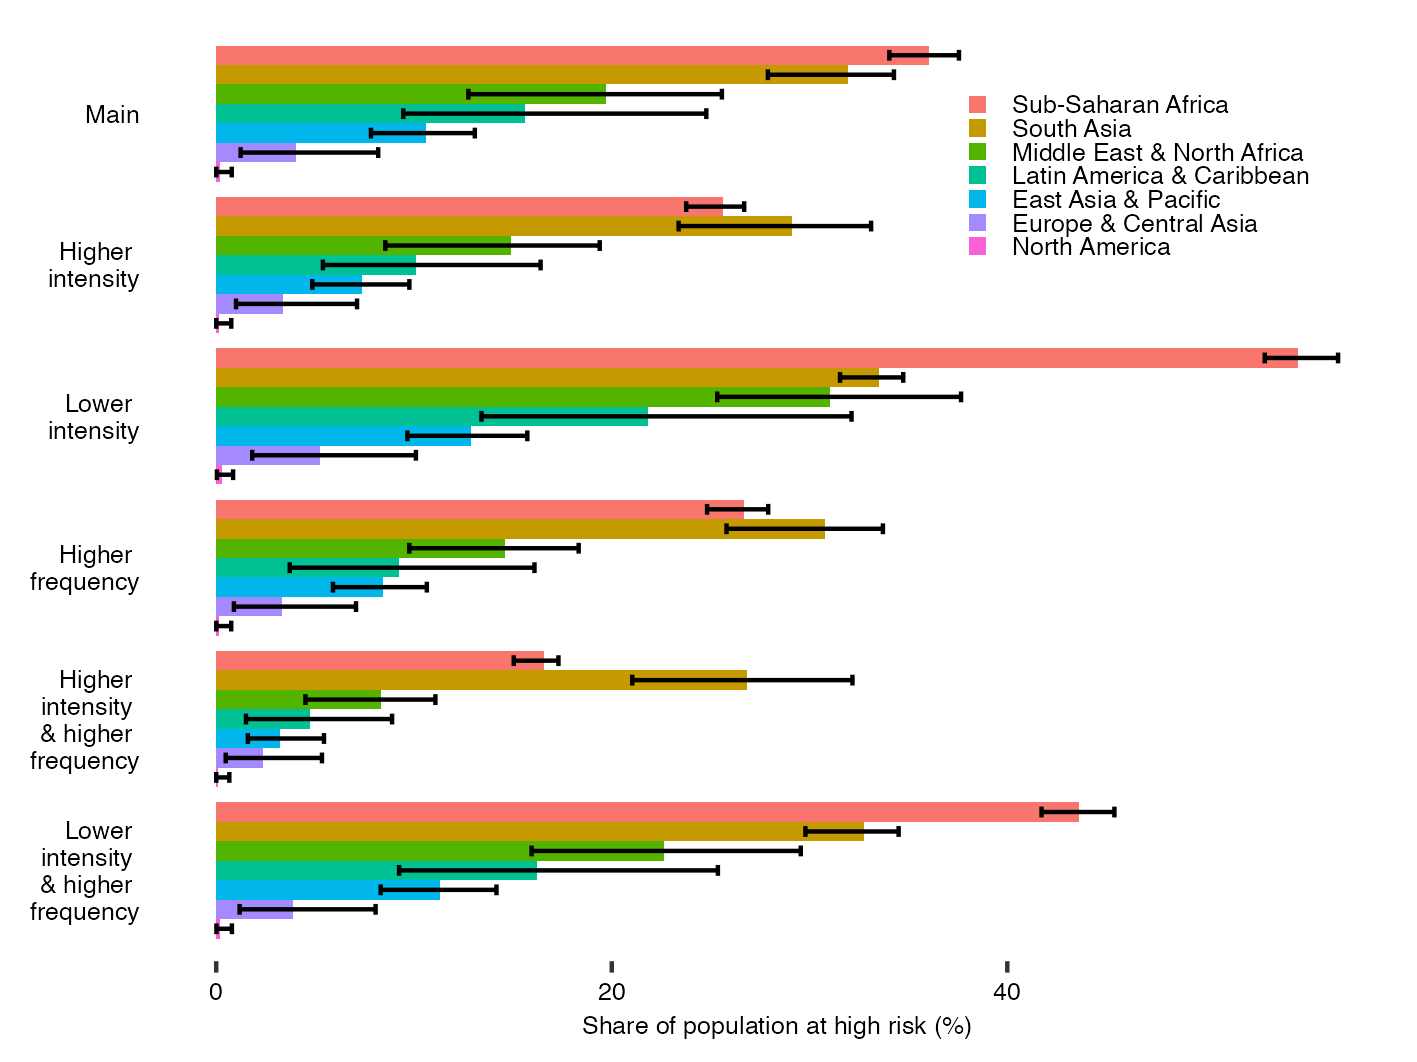 Main
Sub-Saharan Africa
South Asia
Middle East & North Africa
Latin America & Caribbean
East Asia & Pacific
Europe & Central Asia
North America
Higher
intensity
Lower
intensity
Higher
frequency
Higher
intensity
& higher
frequency
Lower
intensity
& higher
frequency
0
20
40
Share of population at high risk (%)